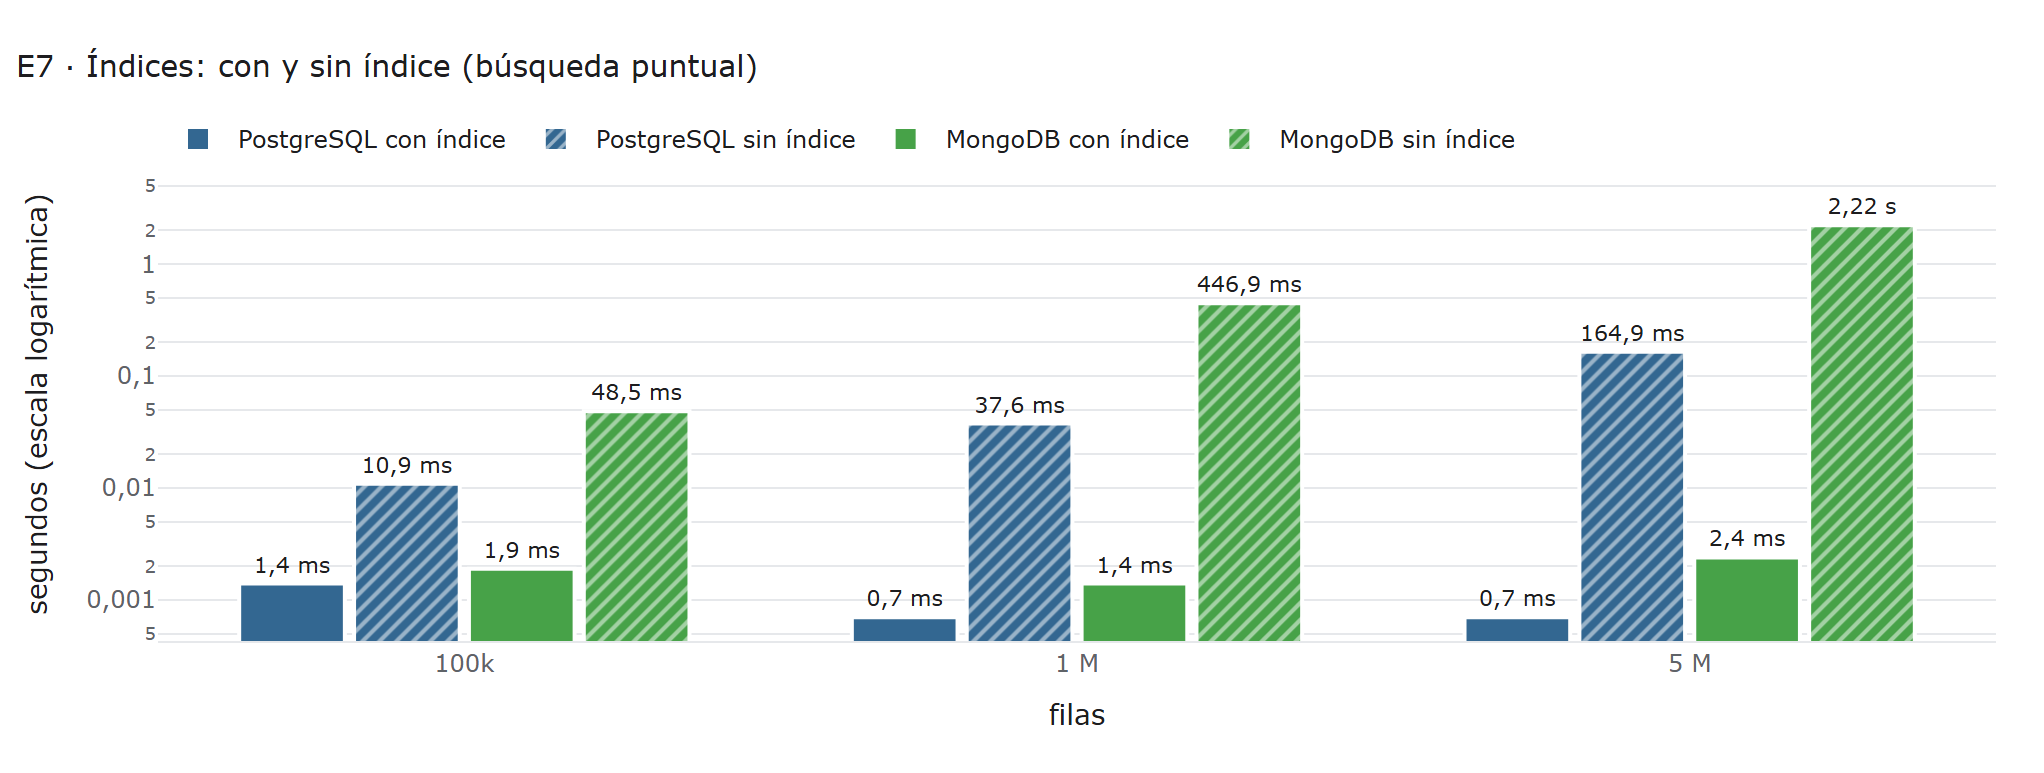 E7 · Índices: con y sin índice (búsqueda puntual)
PostgreSQL con índice PostgreSQL sin índice MongoDB con índice MongoDB sin índice
segundos (escala logarítmica)
5
2
1
5
2
0,1
5
2
0,01
5
2
0,001
5
1,4 ms
10,9 ms
1,9 ms
48,5 ms
0,7 ms
37,6 ms
1,4 ms
446,9 ms
0,7 ms
164,9 ms
2,4 ms
2,22 s
100k 1 M 5 M
filas